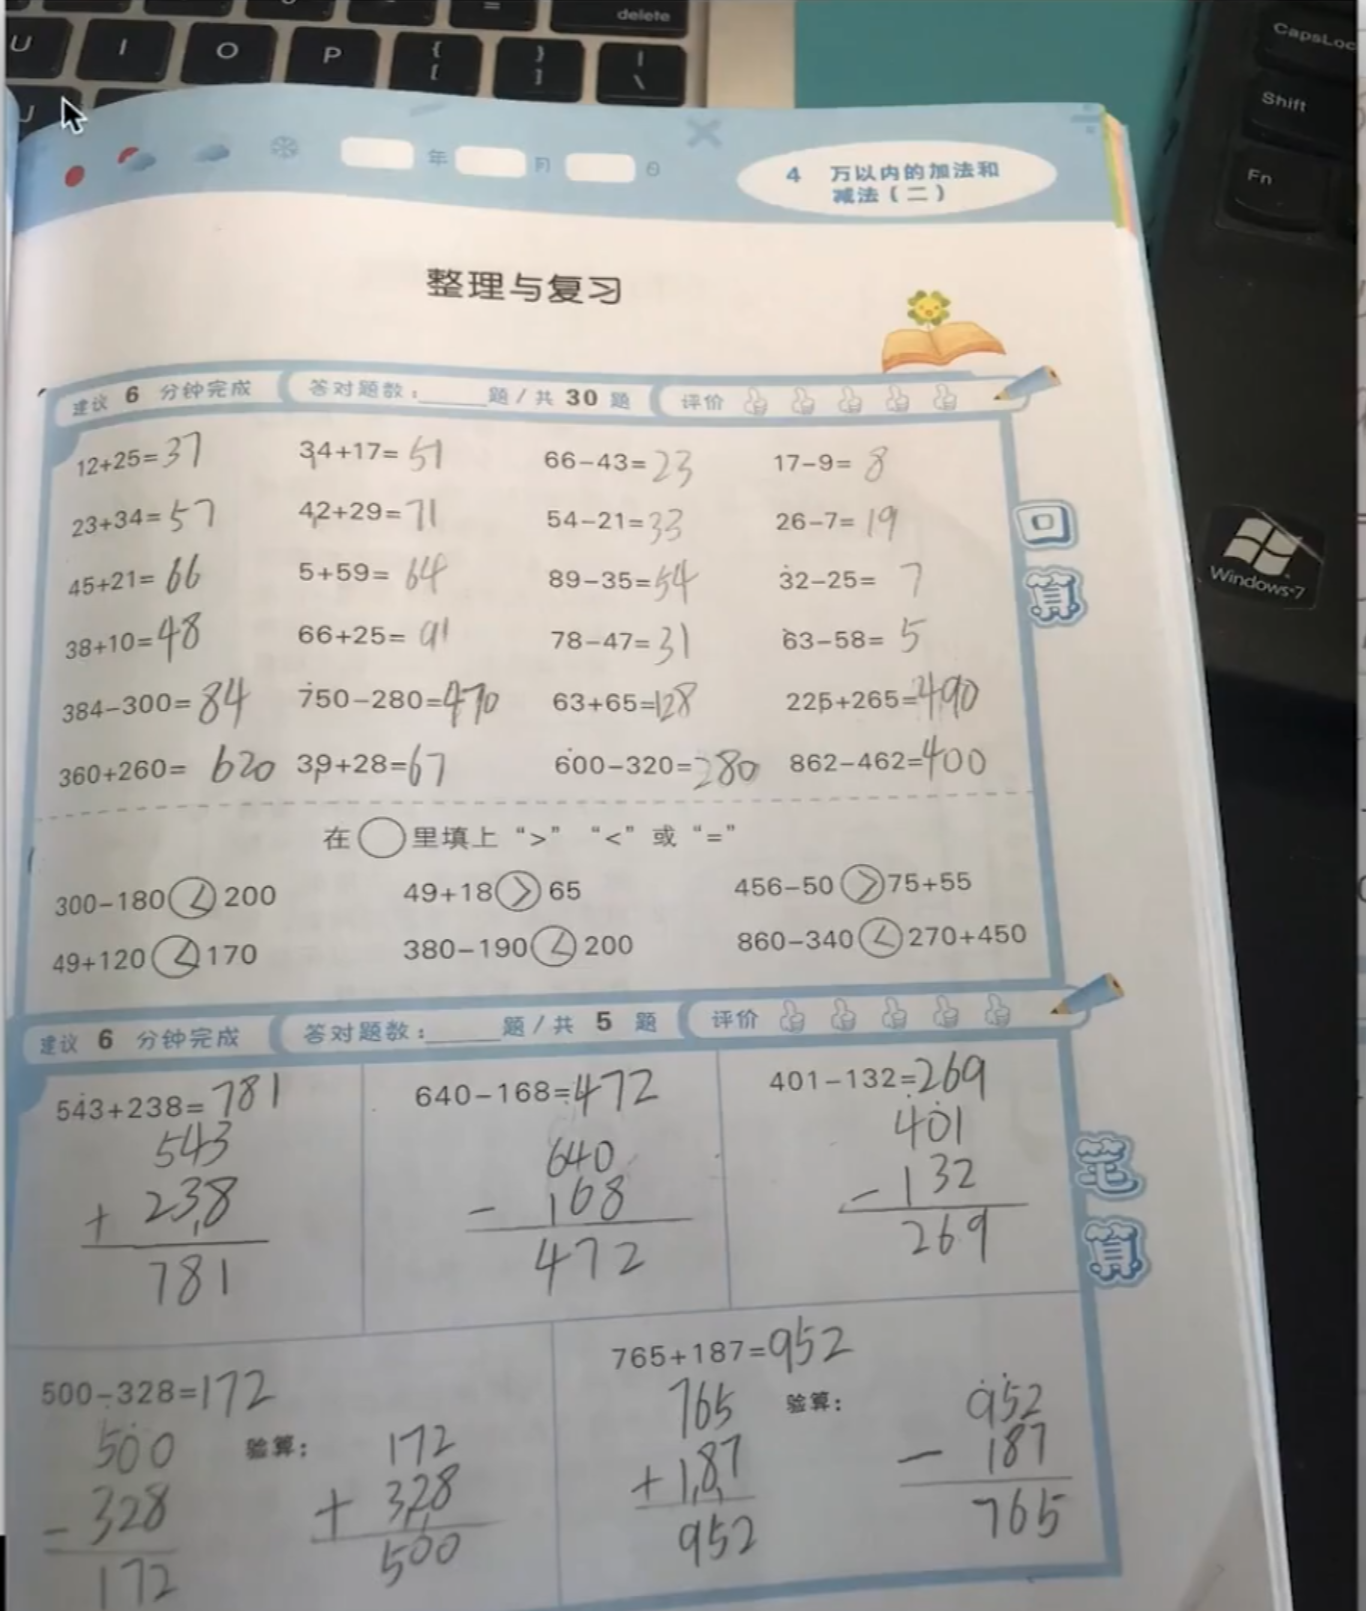 delete
U I O P { [ } ] | \
CapsLoc
Shift
Fn
J
年 月 日
4 万以内的加法和
减法(二)
整理与复习
Windows 7
建议 6 分钟完成 答对题数:______题/共 30 题 评价
12+25=37 34+17=51 66-43=23 17-9=8
23+34=57 42+29=71 54-21=33 26-7=19
45+21=66 5+59=64 89-35=54 32-25=7
38+10=48 66+25=91 78-47=31 63-58=5
384-300=84 750-280=470 63+65=128 225+265=490
360+260=620 39+28=67 600-320=280 862-462=400
口算
在○里填上“>”“<”或“=”
300-180<200 49+18>65 456-50>75+55
49+120<170 380-190<200 860-340<270+450
建议 6 分钟完成 答对题数:______题/共 5 题 评价
543+238=781 640-168=472 401-132=269
543 640 401
+ 238 - 168 - 132
781 472 269
笔算
500-328=172 765+187=952
500 验算: 172 765 验算: 952
- 328 + 328 + 187 - 187
172 500 952 765